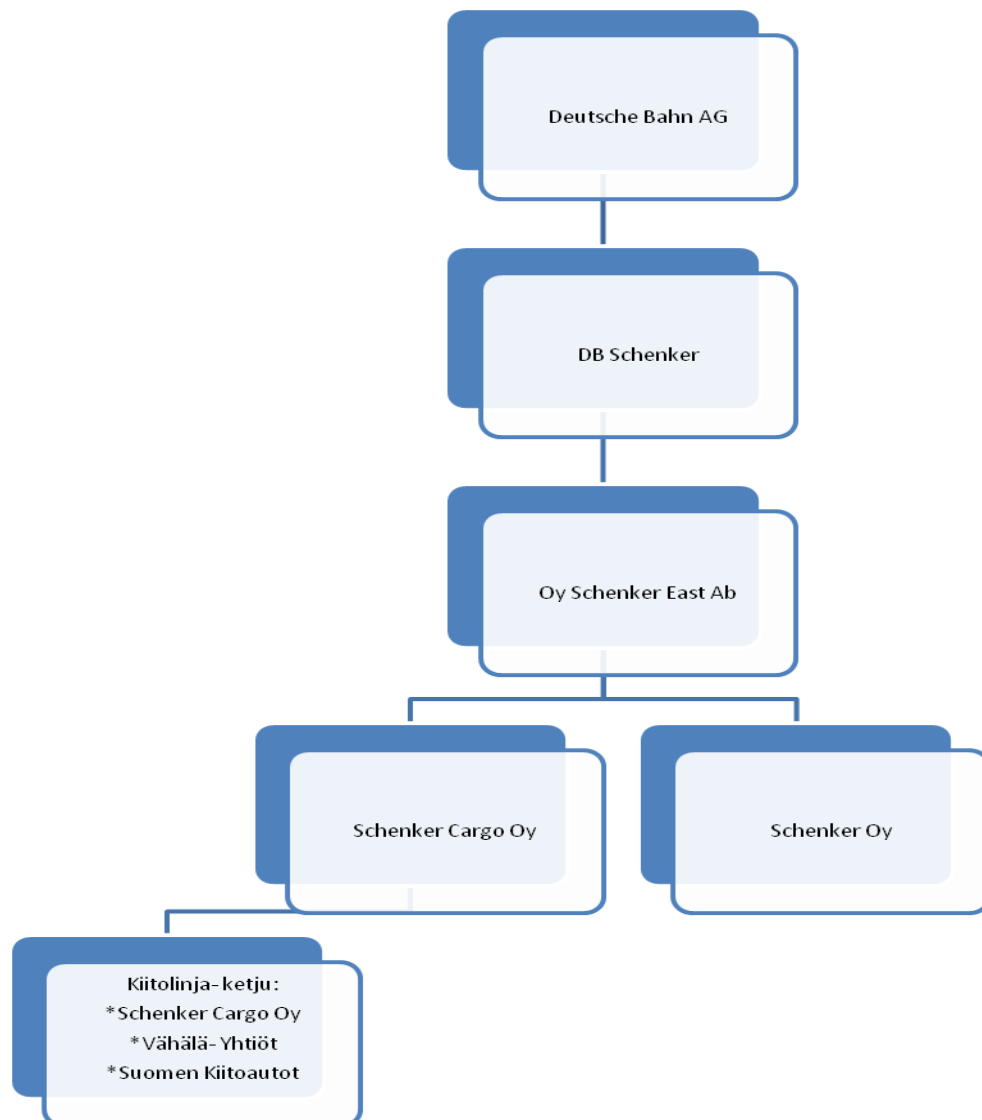 Deutsche Bahn AG
DB Schenker
Oy Schenker East Ab
Schenker Cargo Oy
Schenker Oy
Kiitolinja-ketju:
*Schenker Cargo Oy
*Vähälä-Yhtiöt
*Suomen Kiitoautot